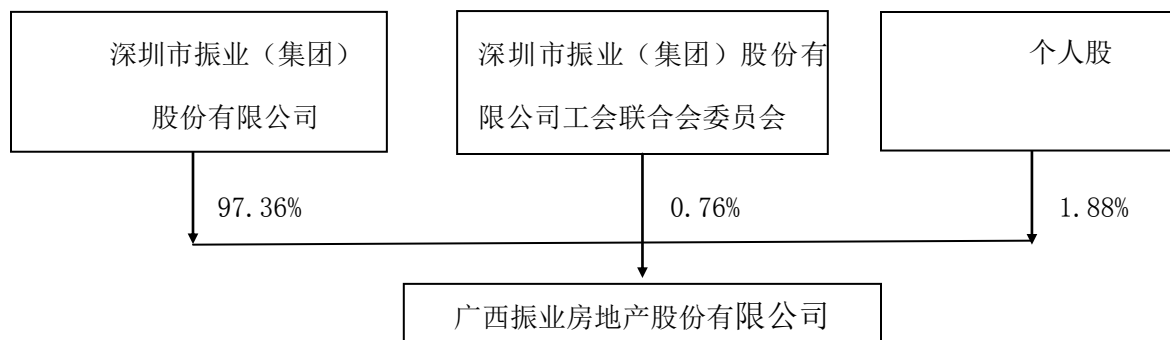 深圳市振业（集团）
股份有限公司
深圳市振业（集团）股份有
限公司工会联合会委员会
个人股
97.36%
0.76%
1.88%
广西振业房地产股份有限公司